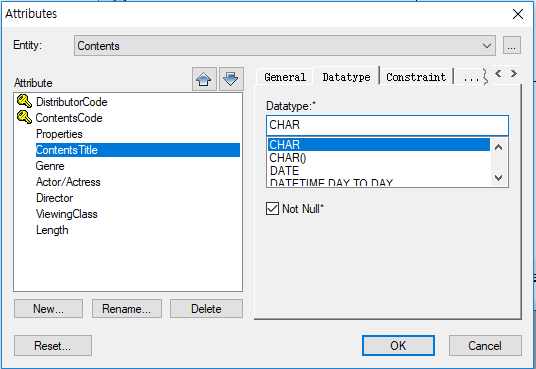 Attributes
Entity:
Contents
...
Attribute
DistributorCode
ContentsCode
Properties
ContentsTitle
Genre
Actor/Actress
Director
ViewingClass
Length
New...
Rename...
Delete
General
Datatype
Constraint
...
Datatype:*
CHAR
CHAR
CHAR()
DATE
DATETIME DAY TO DAY
Not Null*
Reset...
OK
Cancel